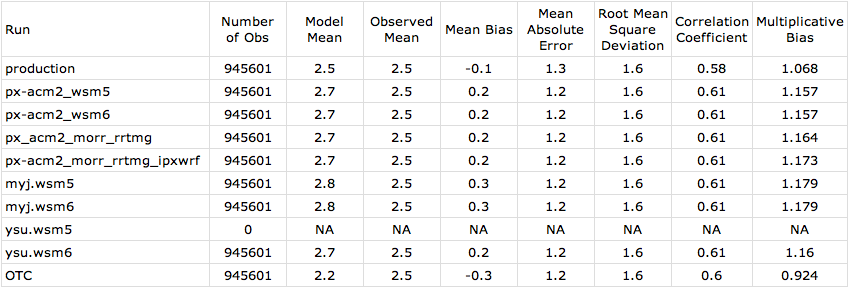 Run Number of Obs Model Mean Observed Mean Mean Bias Mean Absolute Error Root Mean Square Deviation Correlation Coefficient Multiplicative Bias
production 945601 2.5 2.5 -0.1 1.3 1.6 0.58 1.068
px-acm2_wsm5 945601 2.7 2.5 0.2 1.2 1.6 0.61 1.157
px-acm2_wsm6 945601 2.7 2.5 0.2 1.2 1.6 0.61 1.157
px_acm2_morr_rrtmg 945601 2.7 2.5 0.2 1.2 1.6 0.61 1.164
px-acm2_morr_rrtmg_ipxwrf 945601 2.7 2.5 0.2 1.2 1.6 0.61 1.173
myj.wsm5 945601 2.8 2.5 0.3 1.2 1.6 0.61 1.179
myj.wsm6 945601 2.8 2.5 0.3 1.2 1.6 0.61 1.179
ysu.wsm5 0 NA NA NA NA NA NA NA
ysu.wsm6 945601 2.7 2.5 0.2 1.2 1.6 0.61 1.16
OTC 945601 2.2 2.5 -0.3 1.2 1.6 0.6 0.924